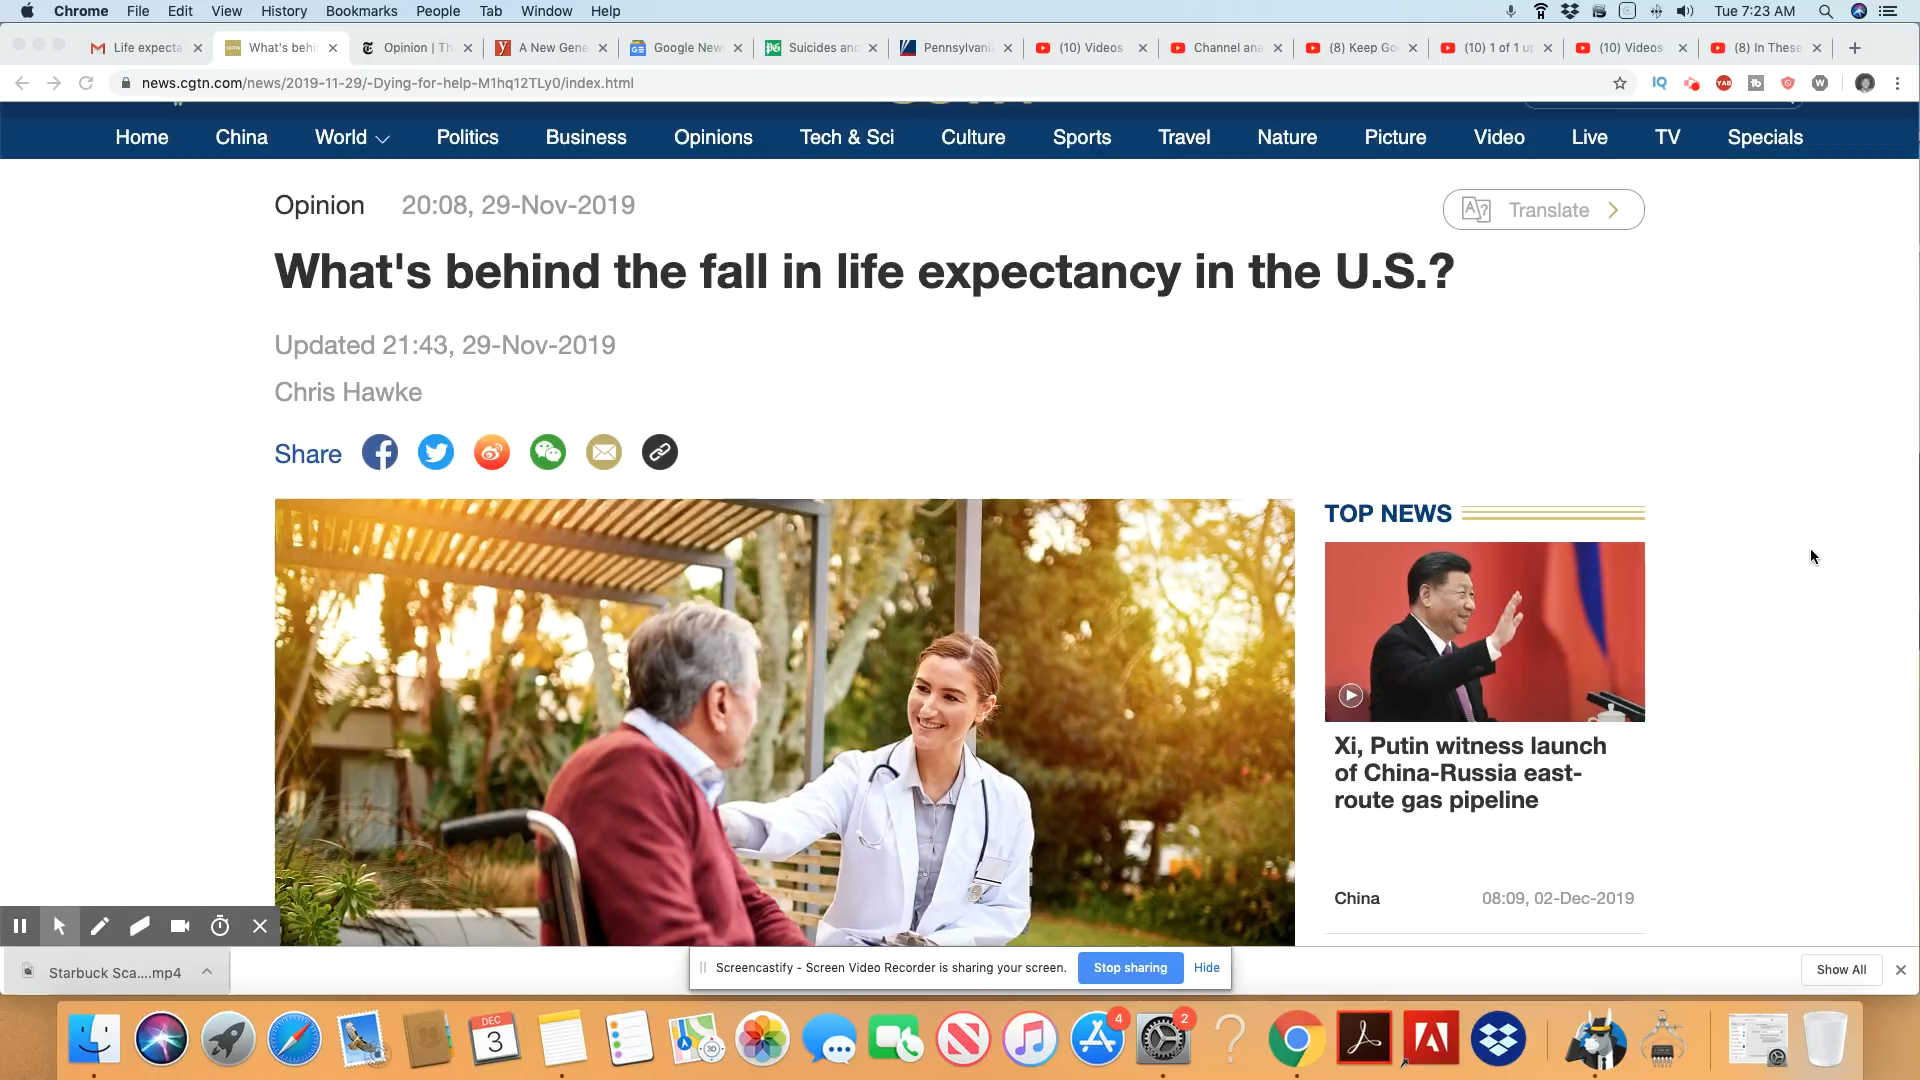 Chrome File Edit View History Bookmarks People Tab Window Help Tue 7:23 AM
Life expecta What's behi Opinion | Th A New Gene Google New Suicides and Pennsylvani (10) Videos Channel ana (8) Keep Go (10) 1 of 1 up (10) Videos - (8) In These
news.cgtn.com/news/2019-11-29/-Dying-for-help-M1hq12TLy0/index.html
Home China World Politics Business Opinions Tech & Sci Culture Sports Travel Nature Picture Video Live TV Specials
Opinion 20:08, 29-Nov-2019
Translate
What's behind the fall in life expectancy in the U.S.?
Updated 21:43, 29-Nov-2019
Chris Hawke
Share
TOP NEWS
Xi, Putin witness launch
of China-Russia east-
route gas pipeline
China 08:09, 02-Dec-2019
Starbuck Sca....mp4
Screencastify - Screen Video Recorder is sharing your screen. Stop sharing Hide
Show All
DEC
3
4
2